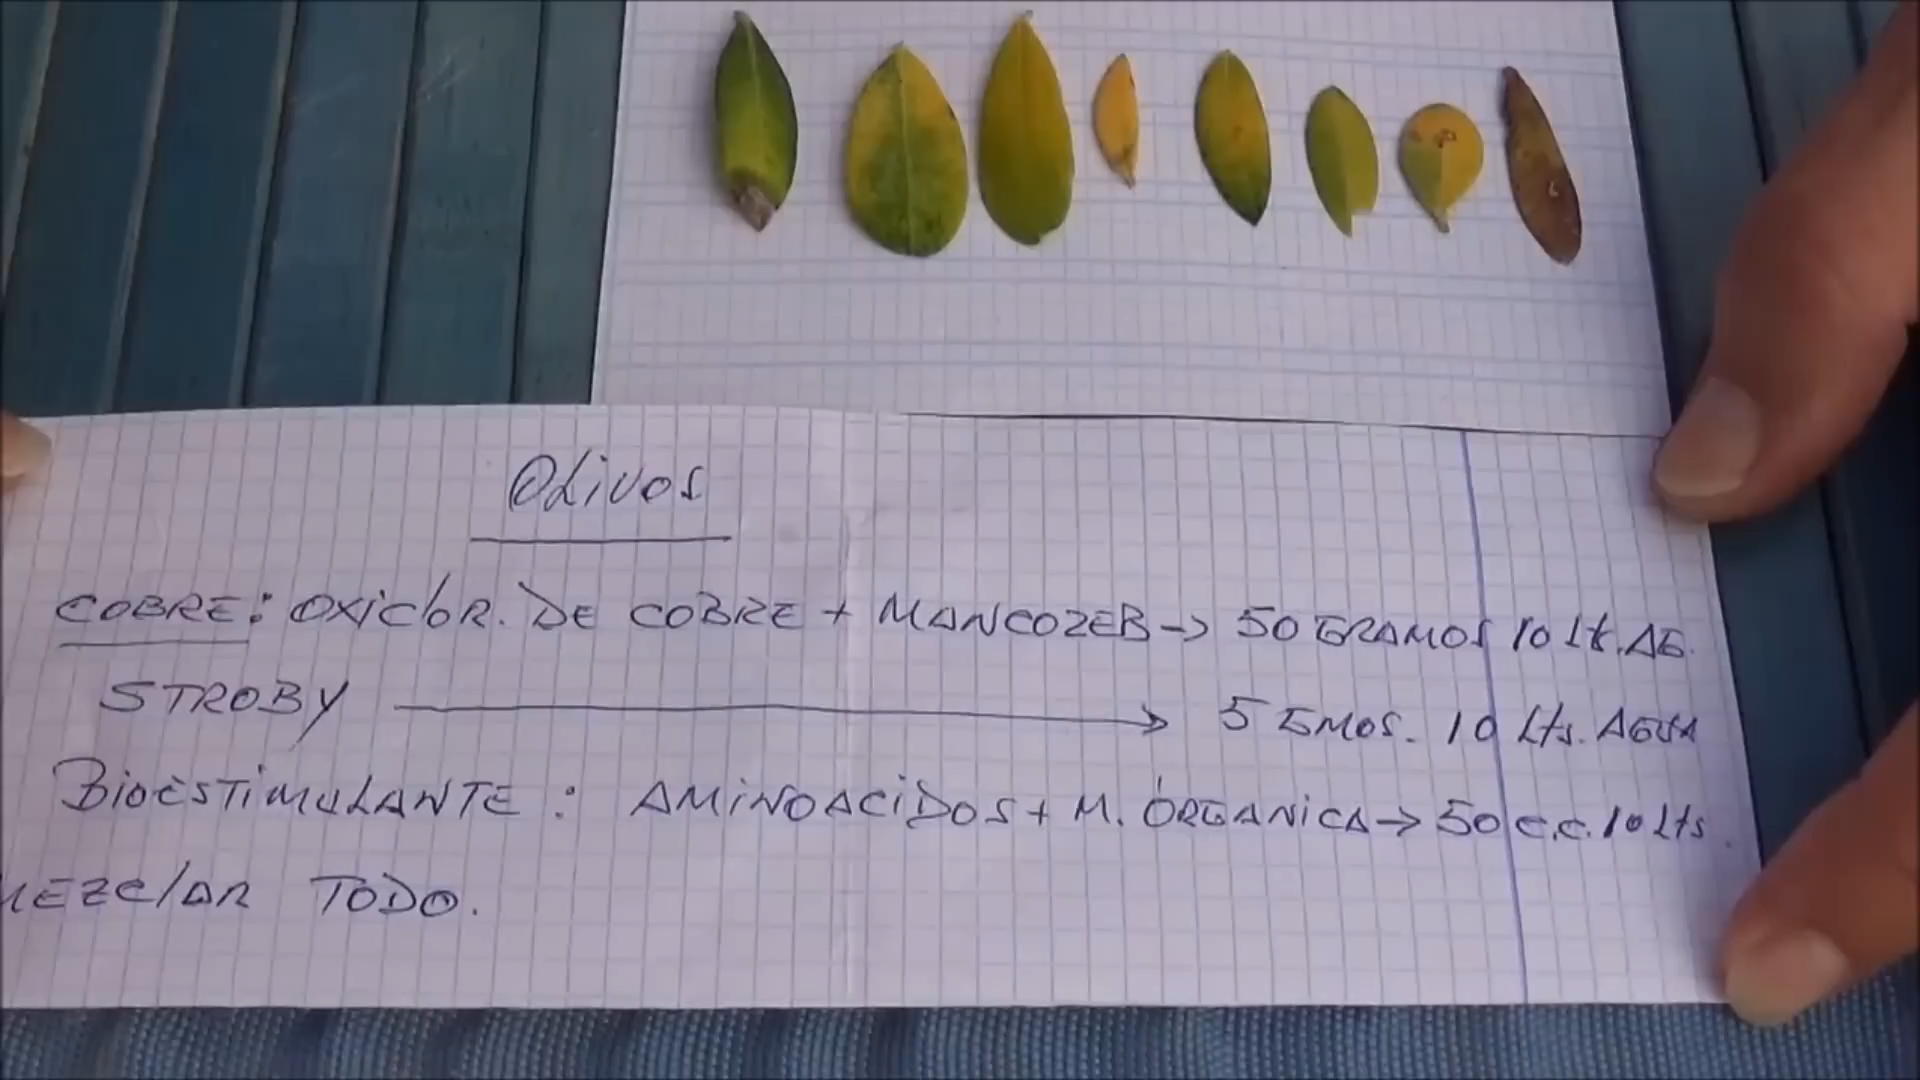 Olivos
COBRE: OXiclOR. DE COBRE + MANCOZEB → 50 GRAMOS 10 Lts. AG.
STROBY → 5 GMOS. 10 Lts. AGUA
BiOESTiMULANTE: AMiNOACiDOS + M. ORGANiCA → 50 c.c. 10 Lts.
MEZClAR TODO.